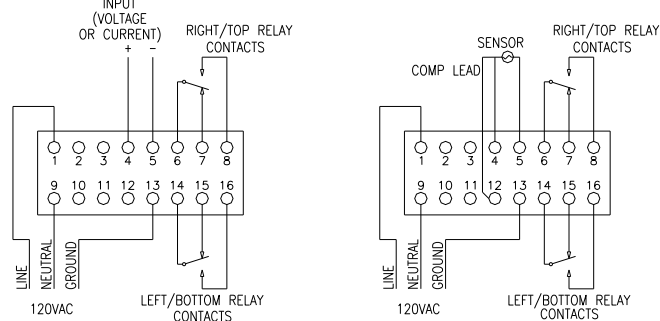 INPUT
(VOLTAGE
OR CURRENT)
+ −
RIGHT/TOP RELAY
CONTACTS
1 2 3 4 5 6 7 8
9 10 11 12 13 14 15 16
LINE
NEUTRAL
GROUND
120VAC
LEFT/BOTTOM RELAY
CONTACTS
SENSOR
COMP LEAD
RIGHT/TOP RELAY
CONTACTS
1 2 3 4 5 6 7 8
9 10 11 12 13 14 15 16
LINE
NEUTRAL
GROUND
120VAC
LEFT/BOTTOM RELAY
CONTACTS